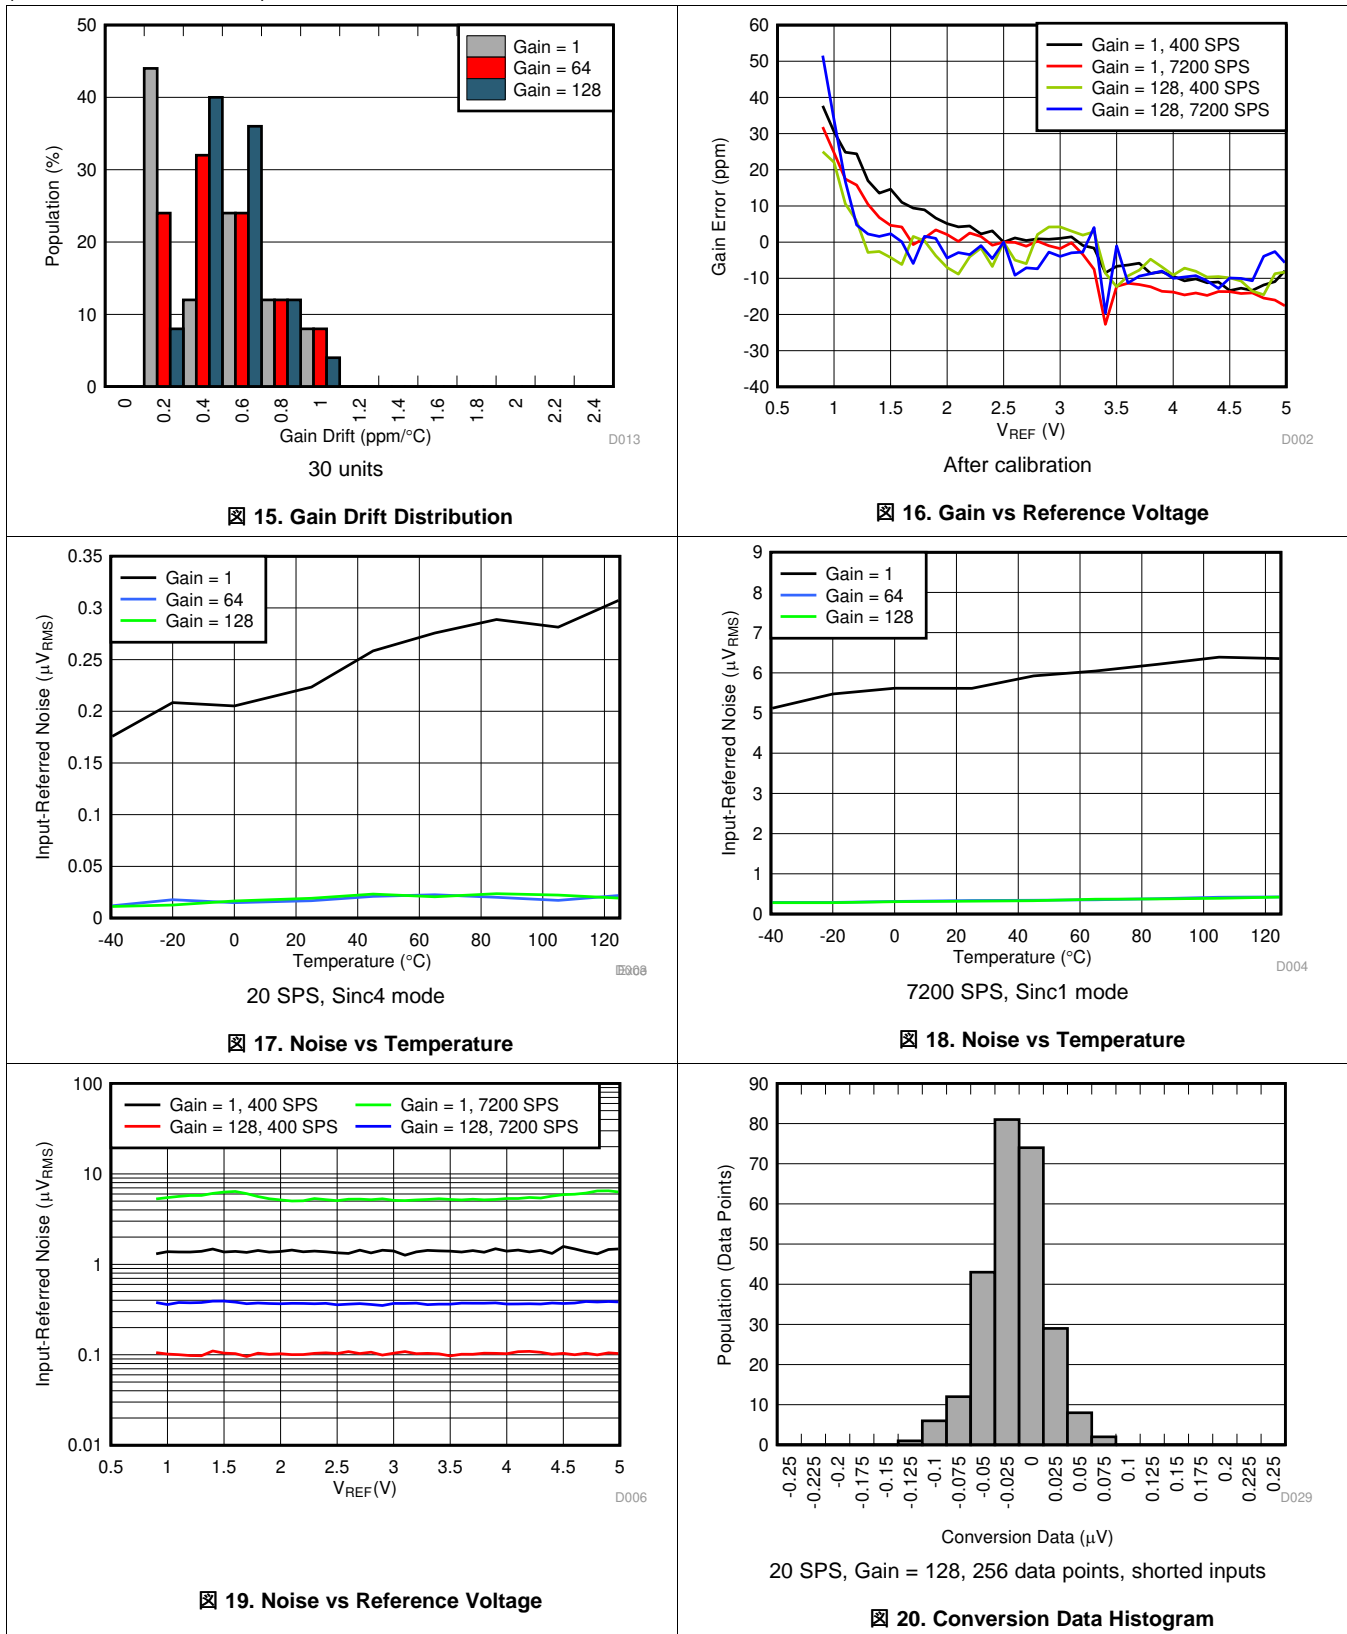 50
40
30
20
10
0
Population (%)
Gain = 1
Gain = 64
Gain = 128
0
0.2
0.4
0.6
0.8
1
1.2
1.4
1.6
1.8
2
2.2
2.4
Gain Drift (ppm/°C)
D013
30 units
図 15. Gain Drift Distribution
60
50
40
30
20
10
0
-10
-20
-30
-40
Gain Error (ppm)
Gain = 1, 400 SPS
Gain = 1, 7200 SPS
Gain = 128, 400 SPS
Gain = 128, 7200 SPS
0.5 1 1.5 2 2.5 3 3.5 4 4.5 5
VREF (V)
D002
After calibration
図 16. Gain vs Reference Voltage
0.35
0.3
0.25
0.2
0.15
0.1
0.05
0
Input-Referred Noise (μVRMS)
Gain = 1
Gain = 64
Gain = 128
-40 -20 0 20 40 60 80 100 120
Temperature (°C)
20 SPS, Sinc4 mode
図 17. Noise vs Temperature
9
8
7
6
5
4
3
2
1
0
Input-Referred Noise (μVRMS)
Gain = 1
Gain = 64
Gain = 128
-40 -20 0 20 40 60 80 100 120
Temperature (°C)
D004
7200 SPS, Sinc1 mode
図 18. Noise vs Temperature
100
10
1
0.1
0.01
Input-Referred Noise (μVRMS)
Gain = 1, 400 SPS
Gain = 128, 400 SPS
Gain = 1, 7200 SPS
Gain = 128, 7200 SPS
0.5 1 1.5 2 2.5 3 3.5 4 4.5 5
VREF(V)
D006
図 19. Noise vs Reference Voltage
90
80
70
60
50
40
30
20
10
0
Population (Data Points)
-0.25
-0.225
-0.2
-0.175
-0.15
-0.125
-0.1
-0.075
-0.05
-0.025
0
0.025
0.05
0.075
0.1
0.125
0.15
0.175
0.2
0.225
0.25
D029
Conversion Data (μV)
20 SPS, Gain = 128, 256 data points, shorted inputs
図 20. Conversion Data Histogram